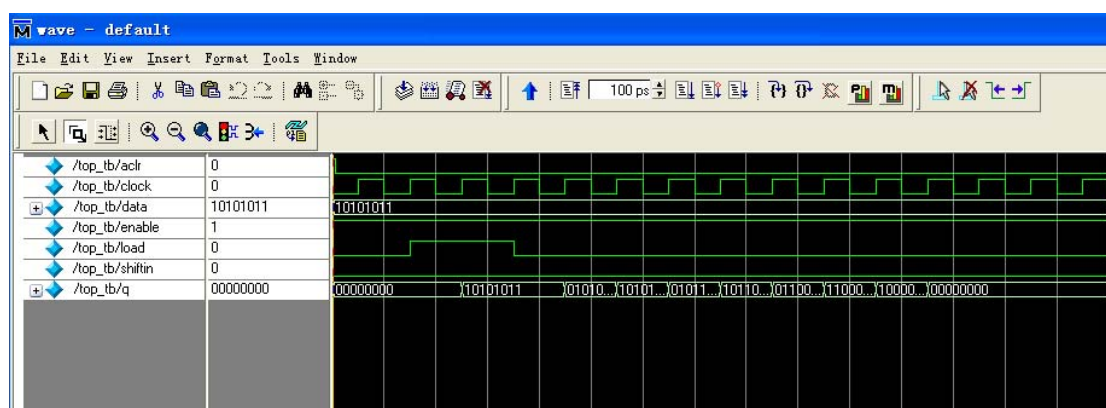 wave - default
File Edit View Insert Format Tools Window
100 ps
/top_tb/aclr 0
/top_tb/clock 0
/top_tb/data 10101011 10101011
/top_tb/enable 1
/top_tb/load 0
/top_tb/shiftin 0
/top_tb/q 00000000 00000000 10101011 01010... 10101... 01011... 10110... 01100... 11000... 10000... 00000000